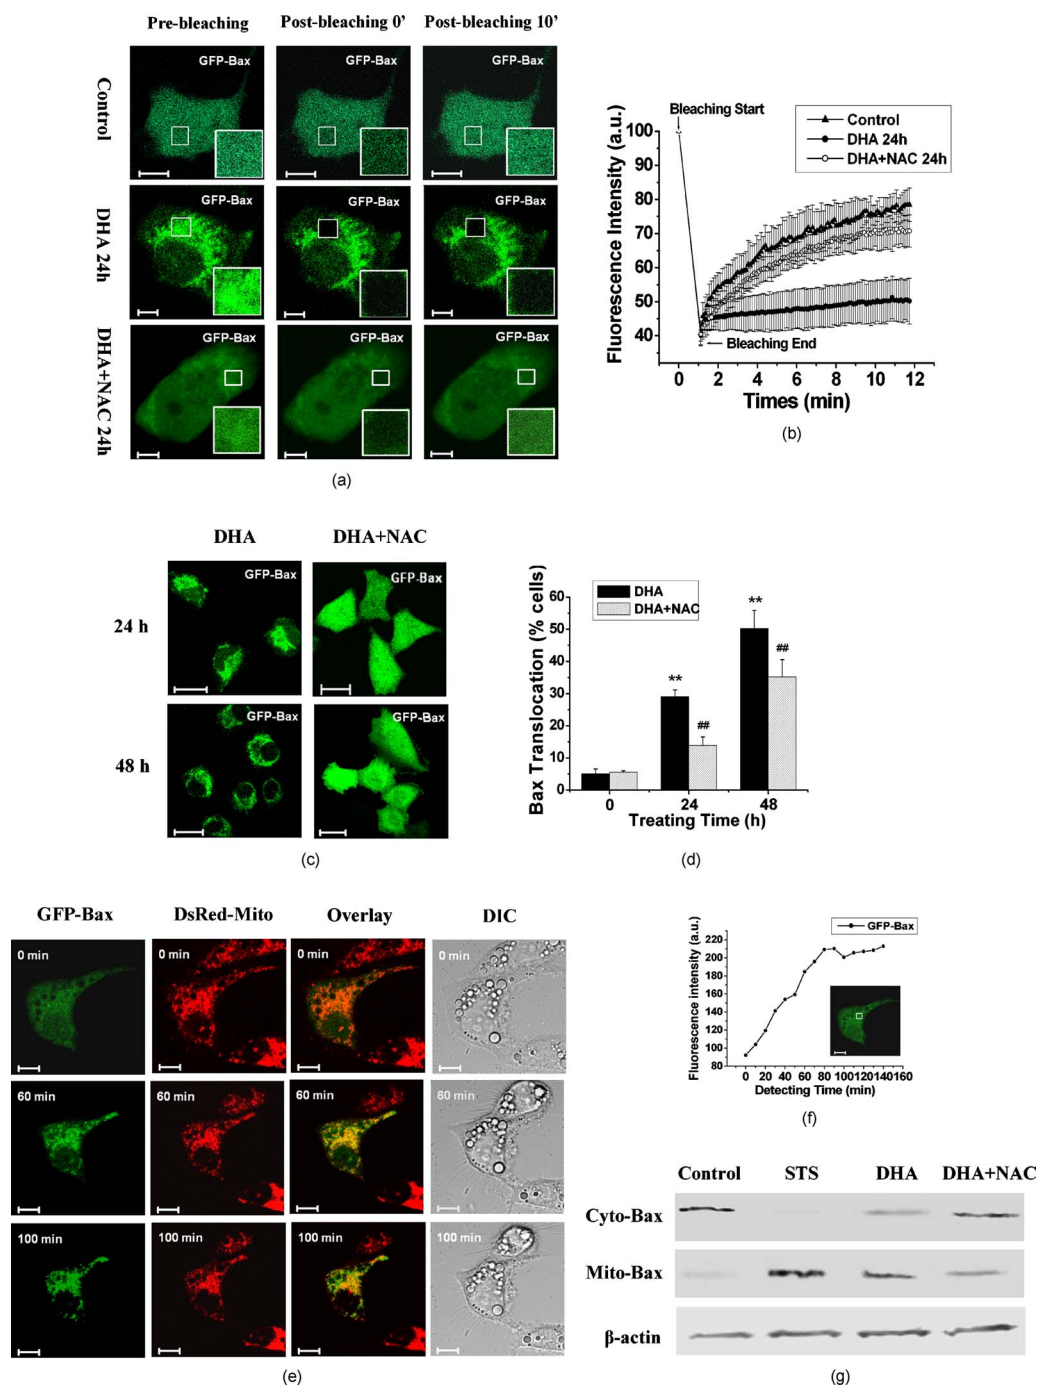 Pre-bleaching Post-bleaching 0’ Post-bleaching 10’
Control
GFP-Bax GFP-Bax GFP-Bax
DHA 24h
GFP-Bax GFP-Bax GFP-Bax
DHA+NAC 24h
GFP-Bax GFP-Bax GFP-Bax
(a)
Fluorescence Intensity (a.u.)
100
90
80
70
60
50
40
Bleaching Start
Control
DHA 24h
DHA+NAC 24h
Bleaching End
0 2 4 6 8 10 12
Times (min)
(b)
DHA DHA+NAC
24 h
GFP-Bax GFP-Bax
48 h
GFP-Bax GFP-Bax
(c)
Bax Translocation (% cells)
60
50
40
30
20
10
0
DHA
DHA+NAC
** ## ** ##
0 24 48
Treating Time (h)
(d)
GFP-Bax DsRed-Mito Overlay DIC
0 min 0 min 0 min 0 min
60 min 60 min 60 min 60 min
100 min 100 min 100 min 100 min
(e)
Fluorescence intensity (a.u.)
GFP-Bax
220
200
180
160
140
120
100
80
0 20 40 60 80 100 120 140 160
Detecting Time (min)
(f)
Control STS DHA DHA+NAC
Cyto-Bax
Mito-Bax
β-actin
(g)